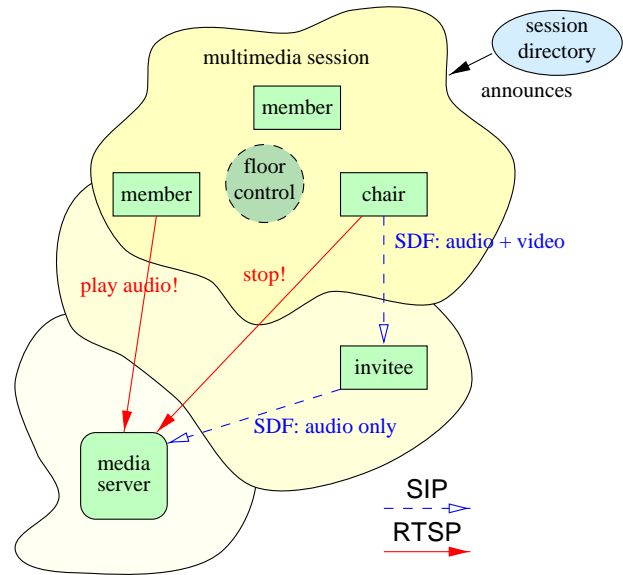 session
directory
multimedia session
announces
member
floor
control
member
chair
SDF: audio + video
play audio!
stop!
invitee
SDF: audio only
media
server
SIP
RTSP